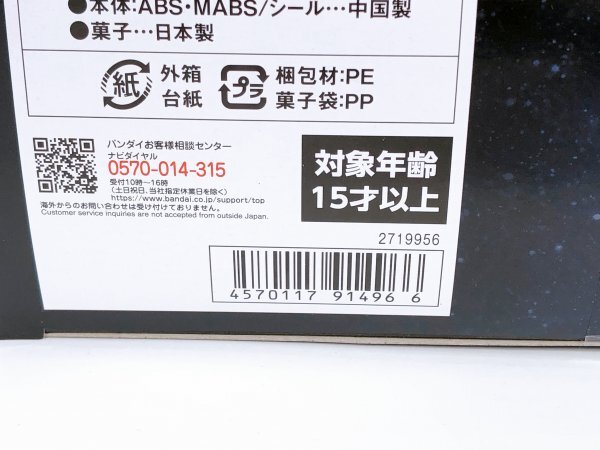 ●本体:ABS・MABS/シール…中国製
●菓子…日本製
紙 外箱
台紙
プラ 梱包材:PE
菓子袋:PP
バンダイお客様相談センター
ナビダイヤル
0570-014-315
受付10時〜16時
(土日祝日、当社指定休業日を除く)
https://www.bandai.co.jp/support/top
海外からのお問い合わせは受け付けておりません。
Customer service inquiries are not accepted from outside Japan.
対象年齢
15才以上
2719956
4570117 914966